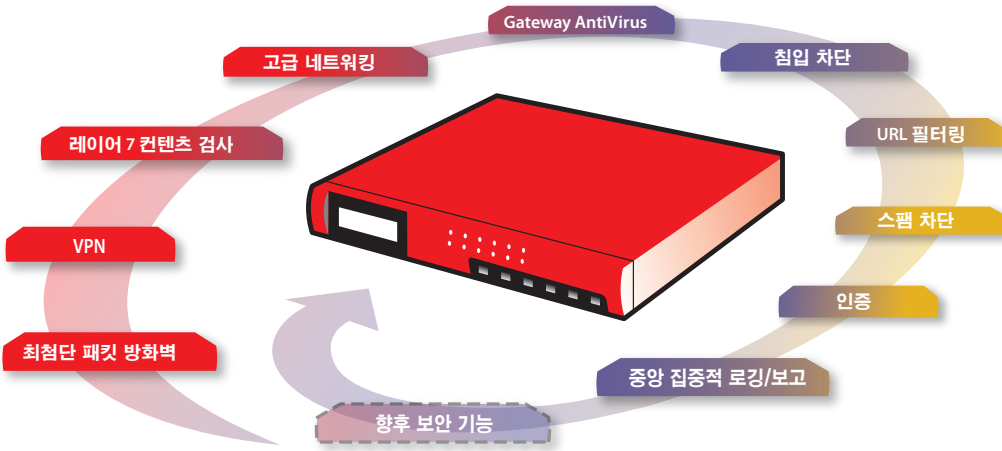 Gateway AntiVirus
고급 네트워킹
침입 차단
레이어 7 컨텐츠 검사
URL 필터링
VPN
스팸 차단
인증
최첨단 패킷 방화벽
중앙 집중적 로깅/보고
향후 보안 기능